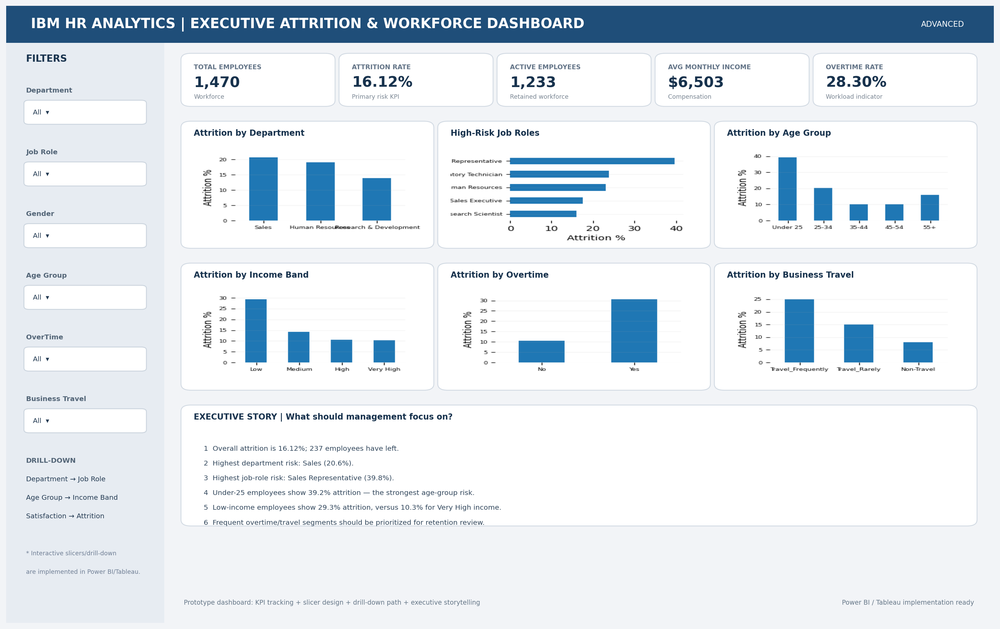 IBM HR ANALYTICS | EXECUTIVE ATTRITION & WORKFORCE DASHBOARD
ADVANCED
FILTERS
Department
All ▾
Job Role
All ▾
Gender
All ▾
Age Group
All ▾
OverTime
All ▾
Business Travel
All ▾
DRILL-DOWN
Department → Job Role
Age Group → Income Band
Satisfaction → Attrition
* Interactive slicers/drill-down
are implemented in Power BI/Tableau.
TOTAL EMPLOYEES
1,470
Workforce
ATTRITION RATE
16.12%
Primary risk KPI
ACTIVE EMPLOYEES
1,233
Retained workforce
AVG MONTHLY INCOME
$6,503
Compensation
OVERTIME RATE
28.30%
Workload indicator
Attrition by Department
Attrition %
20
15
10
5
0
Sales
Human Resources
Research & Development
High-Risk Job Roles
Representative
tory Technician
man Resources
Sales Executive
search Scientist
0 10 20 30 40
Attrition %
Attrition by Age Group
Attrition %
40
30
20
10
0
Under 25 25-34 35-44 45-54 55+
Attrition by Income Band
Attrition %
30
25
20
15
10
5
0
Low Medium High Very High
Attrition by Overtime
Attrition %
30
25
20
15
10
5
0
No Yes
Attrition by Business Travel
Attrition %
25
20
15
10
5
0
Travel_Frequently Travel_Rarely Non-Travel
EXECUTIVE STORY | What should management focus on?
1 Overall attrition is 16.12%; 237 employees have left.
2 Highest department risk: Sales (20.6%).
3 Highest job-role risk: Sales Representative (39.8%).
4 Under-25 employees show 39.2% attrition — the strongest age-group risk.
5 Low-income employees show 29.3% attrition, versus 10.3% for Very High income.
6 Frequent overtime/travel segments should be prioritized for retention review.
Prototype dashboard: KPI tracking + slicer design + drill-down path + executive storytelling
Power BI / Tableau implementation ready